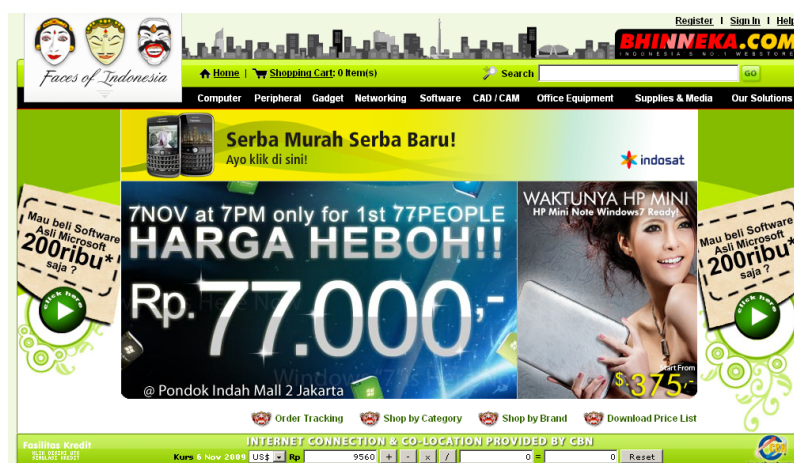 Register | Sign In | Help
BHINNEKA.COM
INDONESIA'S NO.1 WEBSTORE
Faces of Indonesia
Home | Shopping Cart: 0 Item(s)
Search
GO
Computer Peripheral Gadget Networking Software CAD / CAM Office Equipment Supplies & Media Our Solutions
Serba Murah Serba Baru!
Ayo klik di sini!
indosat
Mau beli Software
Asli Microsoft
200ribu*
saja ?
click here
7NOV at 7PM only for 1st 77PEOPLE
HARGA HEBOH!!
Rp. 77.000,-
@ Pondok Indah Mall 2 Jakarta
WAKTUNYA HP MINI
HP Mini Note Windows7 Ready!
Start From
$.375,-
Mau beli Software
Asli Microsoft
200ribu*
saja ?
click here
Order Tracking Shop by Category Shop by Brand Download Price List
INTERNET CONNECTION & CO-LOCATION PROVIDED BY CBN
Fasilitas Kredit
Kurs 6 Nov 2009 US$ Rp 9560 + - x / 0 = 0 Reset